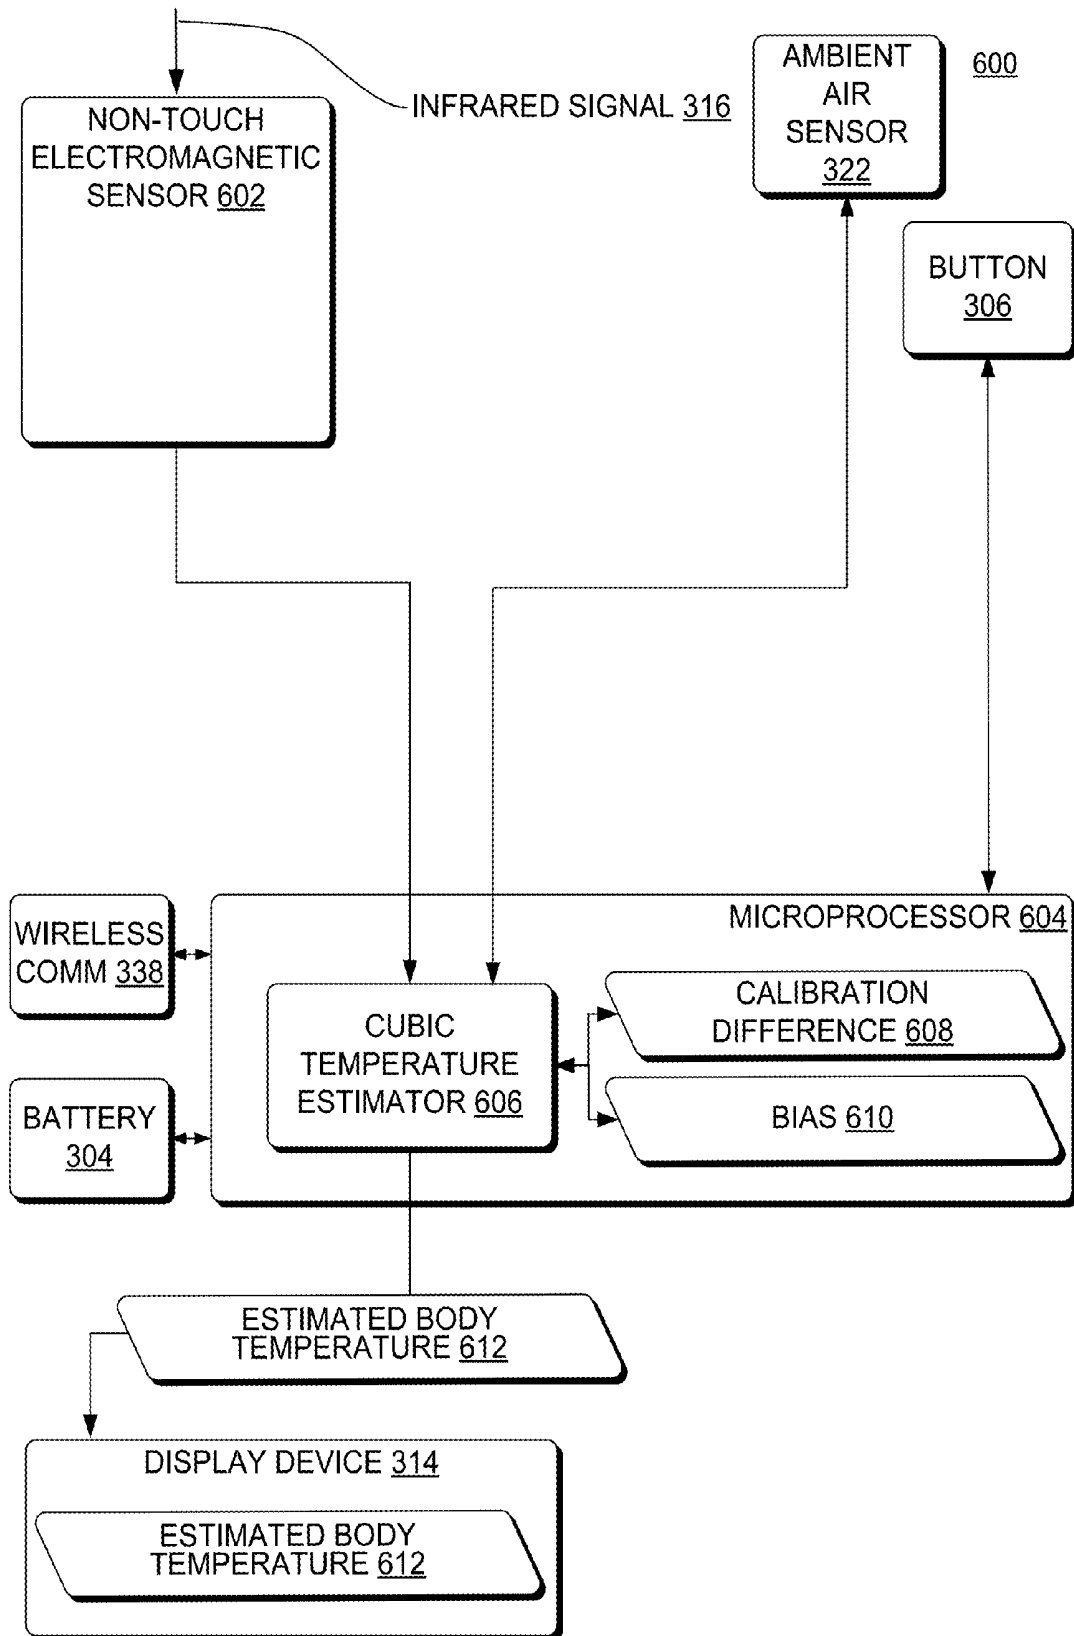 INFRARED SIGNAL 316
AMBIENT
AIR
SENSOR
322
600
NON-TOUCH
ELECTROMAGNETIC
SENSOR 602
BUTTON
306
MICROPROCESSOR 604
WIRELESS
COMM 338
CUBIC
TEMPERATURE
ESTIMATOR 606
CALIBRATION
DIFFERENCE 608
BIAS 610
BATTERY
304
ESTIMATED BODY
TEMPERATURE 612
DISPLAY DEVICE 314
ESTIMATED BODY
TEMPERATURE 612